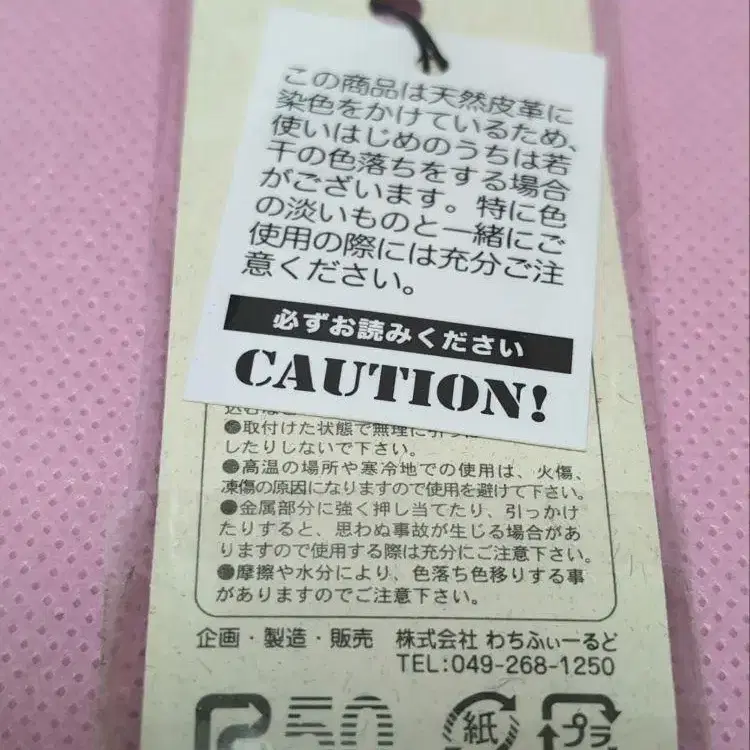 この商品は天然皮革に
染色をかけているため、
使いはじめのうちは若
干の色落ちをする場合
がございます。特に色
の淡いものと一緒にご
使用の際には充分ご注
意ください。
必ずお読みください
CAUTION!
●取付けた状態で無理に引っ
したりしないで下さい。
●高温の場所や寒冷地での使用は、火傷、
凍傷の原因になりますので使用を避けて下さい。
●金属部分に強く押し当てたり、引っかけ
たりすると、思わぬ事故が生じる場合があ
りますので使用する際は充分にご注意下さい。
●摩擦や水分により、色落ち色移りする事
がありますのでご注意下さい。
企画・製造・販売 株式会社 わちふぃーるど
TEL:049-268-1250
50 紙 プラ